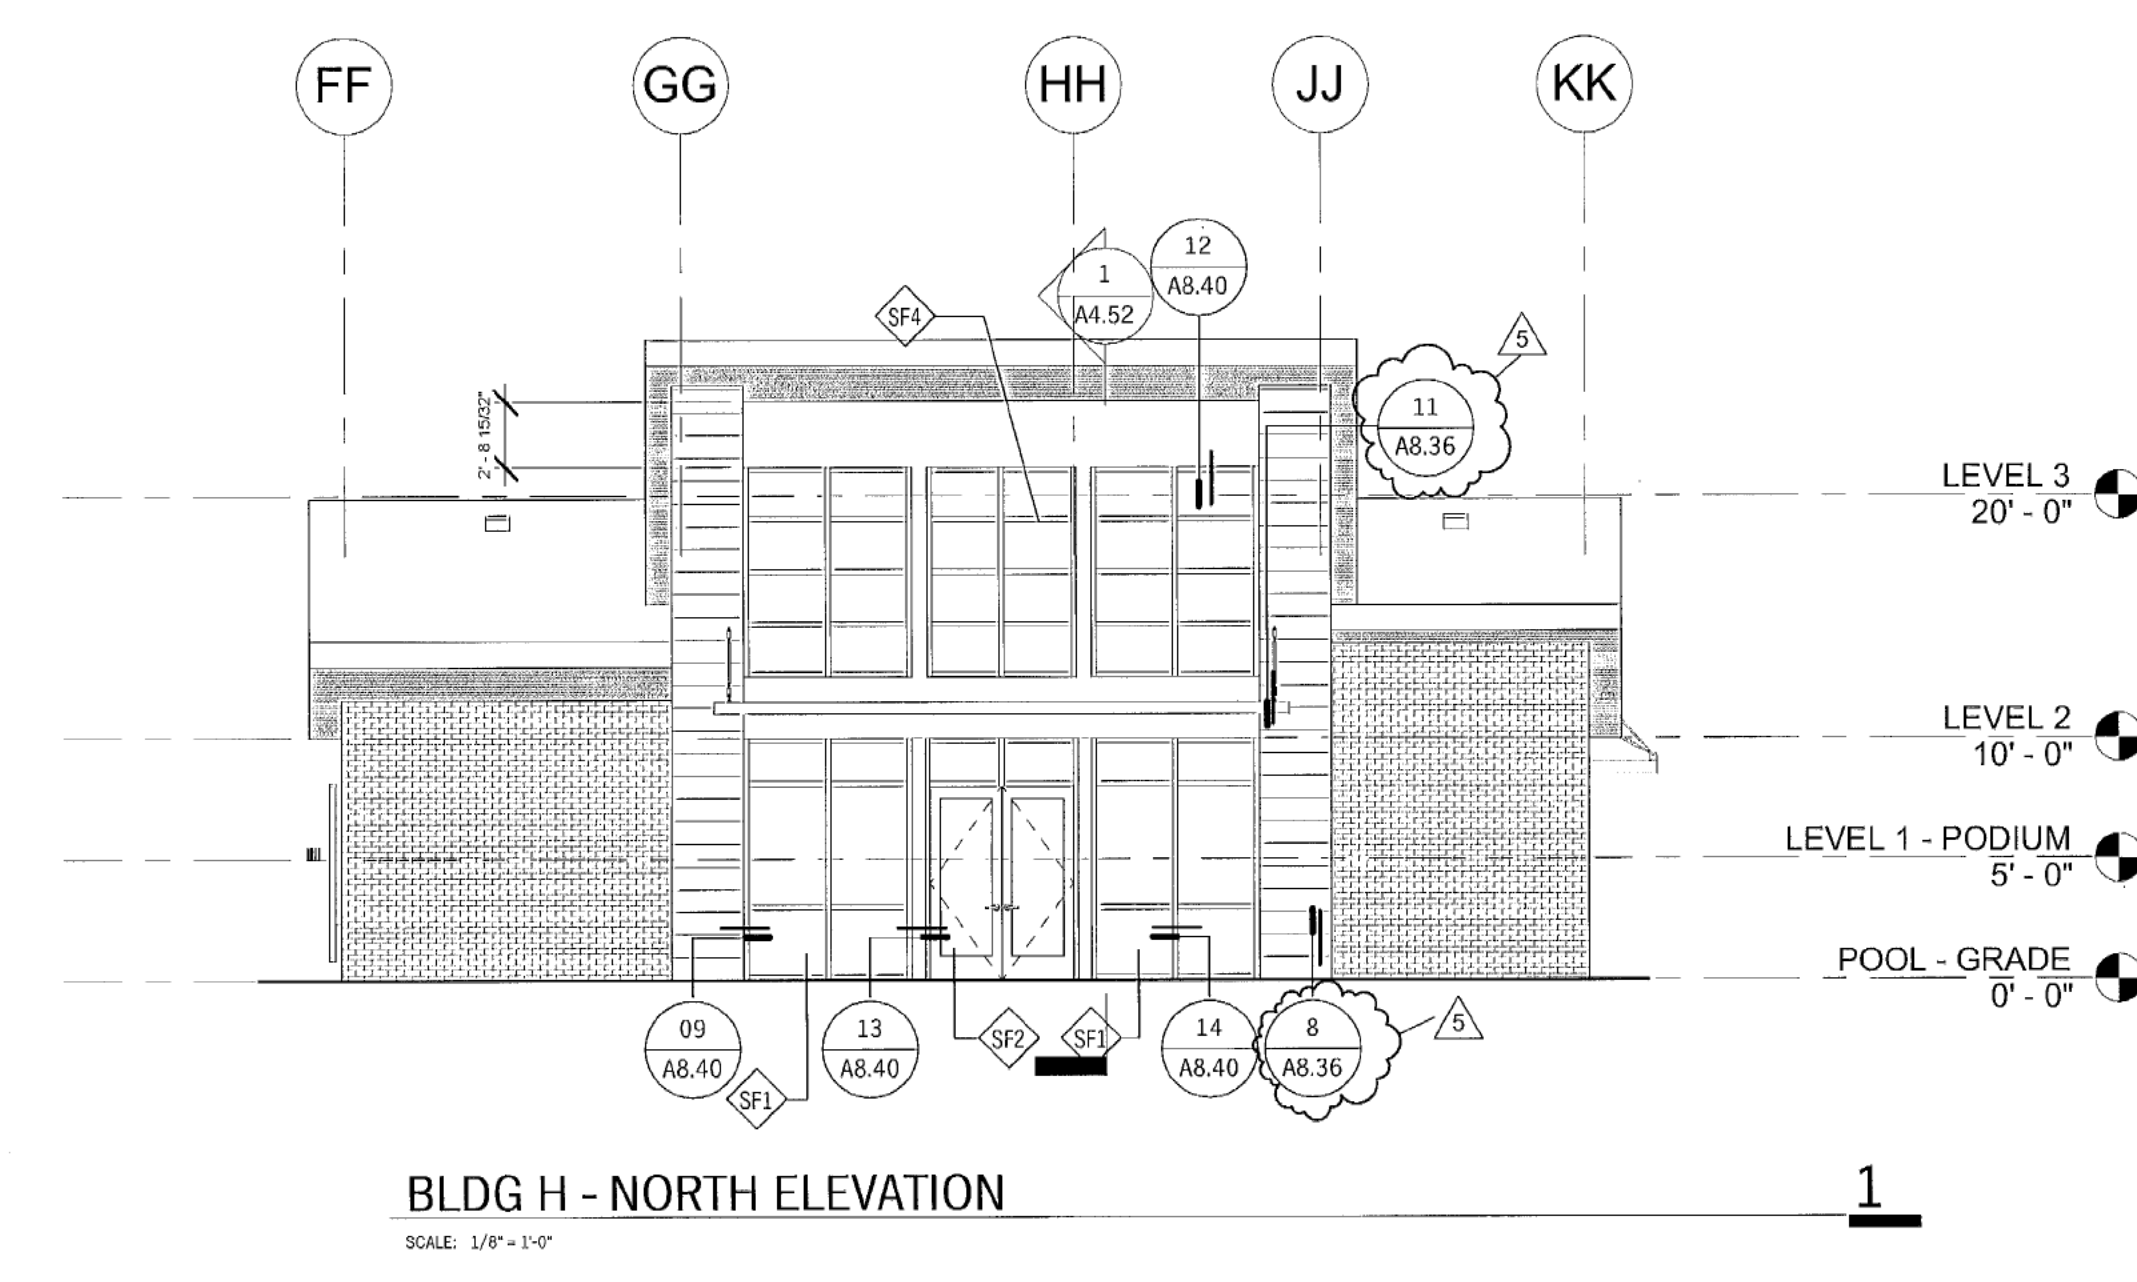 FF
GG
HH
JJ
KK
12
A8.40
1
A4.52
SF4
5
2' - 8 15/32"
11
A8.36
LEVEL 3
20' - 0"
LEVEL 2
10' - 0"
LEVEL 1 - PODIUM
5' - 0"
POOL - GRADE
0' - 0"
09
A8.40
SF1
13
A8.40
SF2
SF1
14
A8.40
8
A8.36
5
BLDG H - NORTH ELEVATION
1
SCALE: 1/8" = 1'-0"